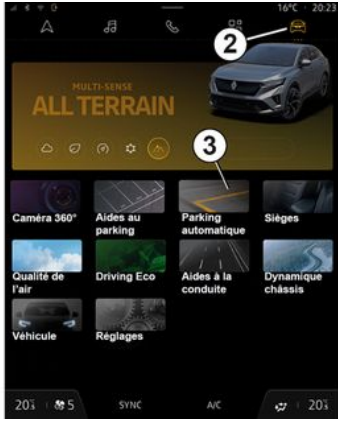 16°C 20:23
2
MULTI-SENSE
ALL TERRAIN
3
Caméra 360°
Aides au
parking
Parking
automatique
Sièges
Qualité de
l'air
Driving Eco
Aides à la
conduite
Dynamique
châssis
Véhicule
Réglages
5 SYNC A/C